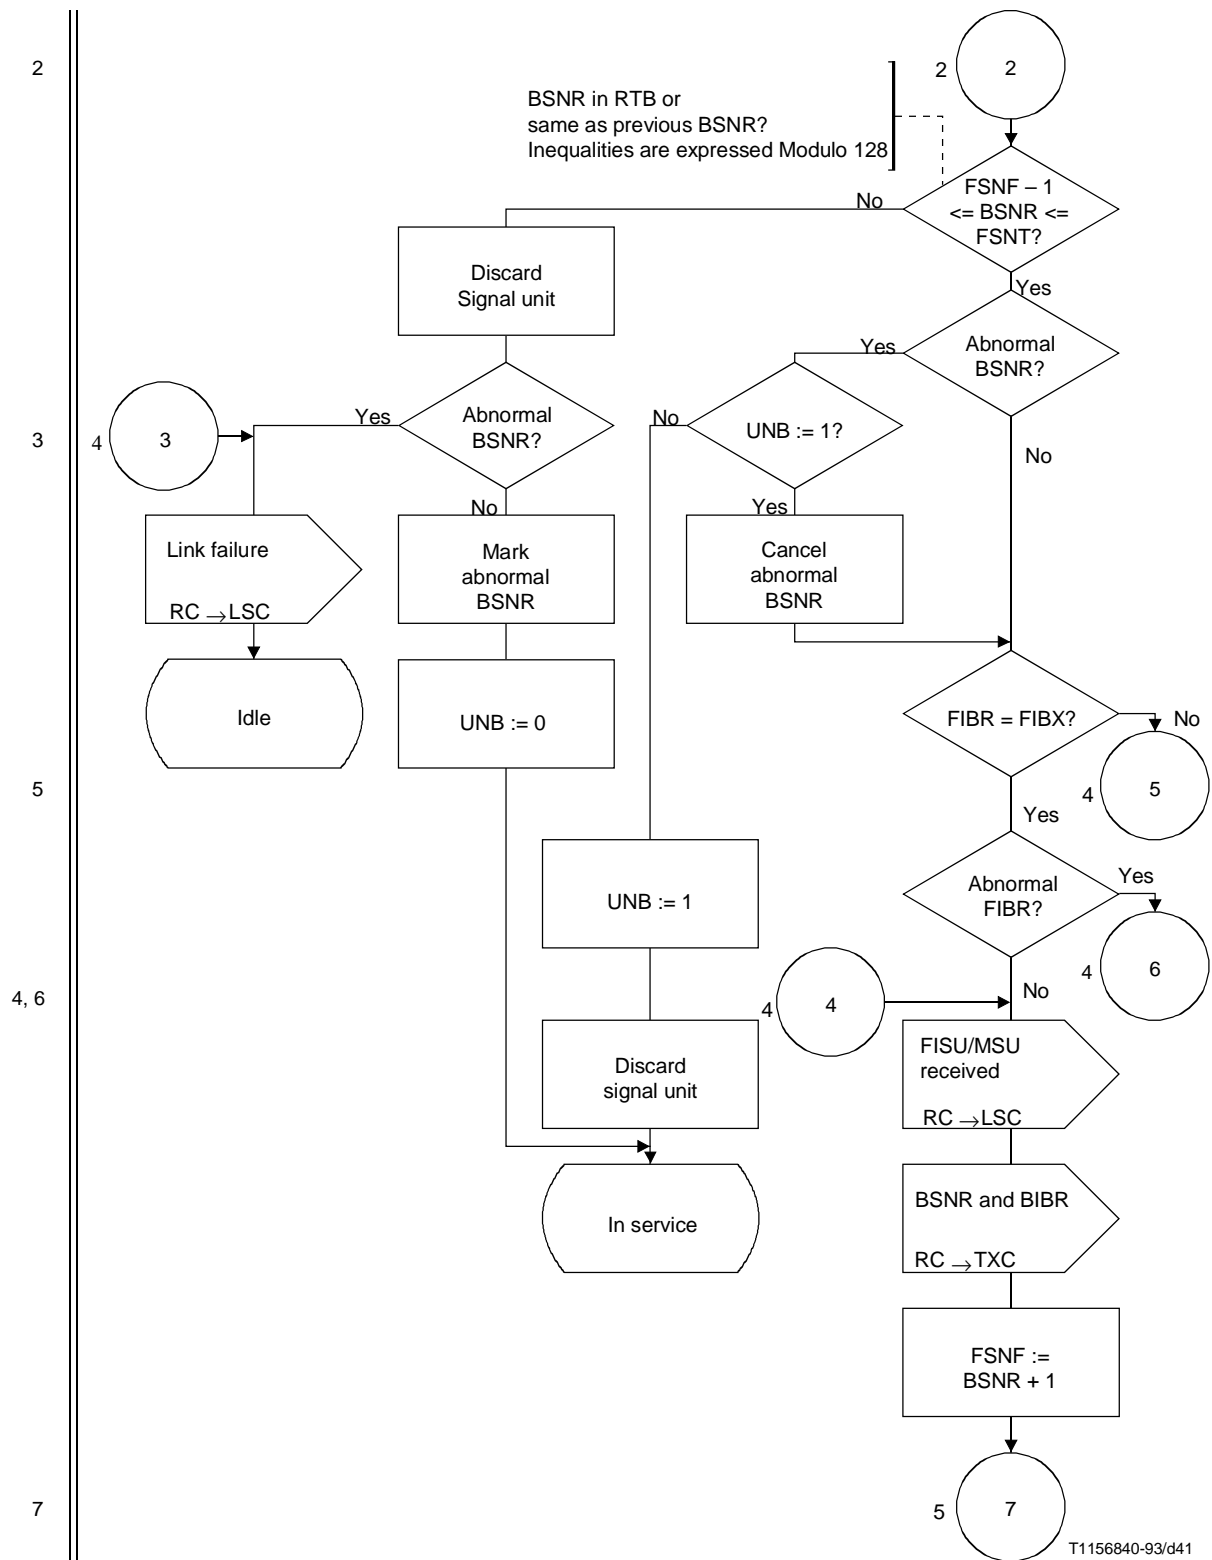 2
2
2
BSNR in RTB or
same as previous BSNR?
Inequalities are expressed Modulo 128
FSNF – 1
<= BSNR <=
FSNT?
No
Yes
Discard
Signal unit
Abnormal
BSNR?
Yes
Abnormal
BSNR?
Yes
No
UNB := 1?
No
Yes
No
3
4
3
Link failure
RC → LSC
Mark
abnormal
BSNR
Cancel
abnormal
BSNR
Idle
UNB := 0
FIBR = FIBX?
No
5
4
5
Yes
UNB := 1
Abnormal
FIBR?
Yes
4
6
No
4, 6
4
4
Discard
signal unit
FISU/MSU
received
RC → LSC
In service
BSNR and BIBR
RC → TXC
FSNF :=
BSNR + 1
7
5
7
T1156840-93/d41